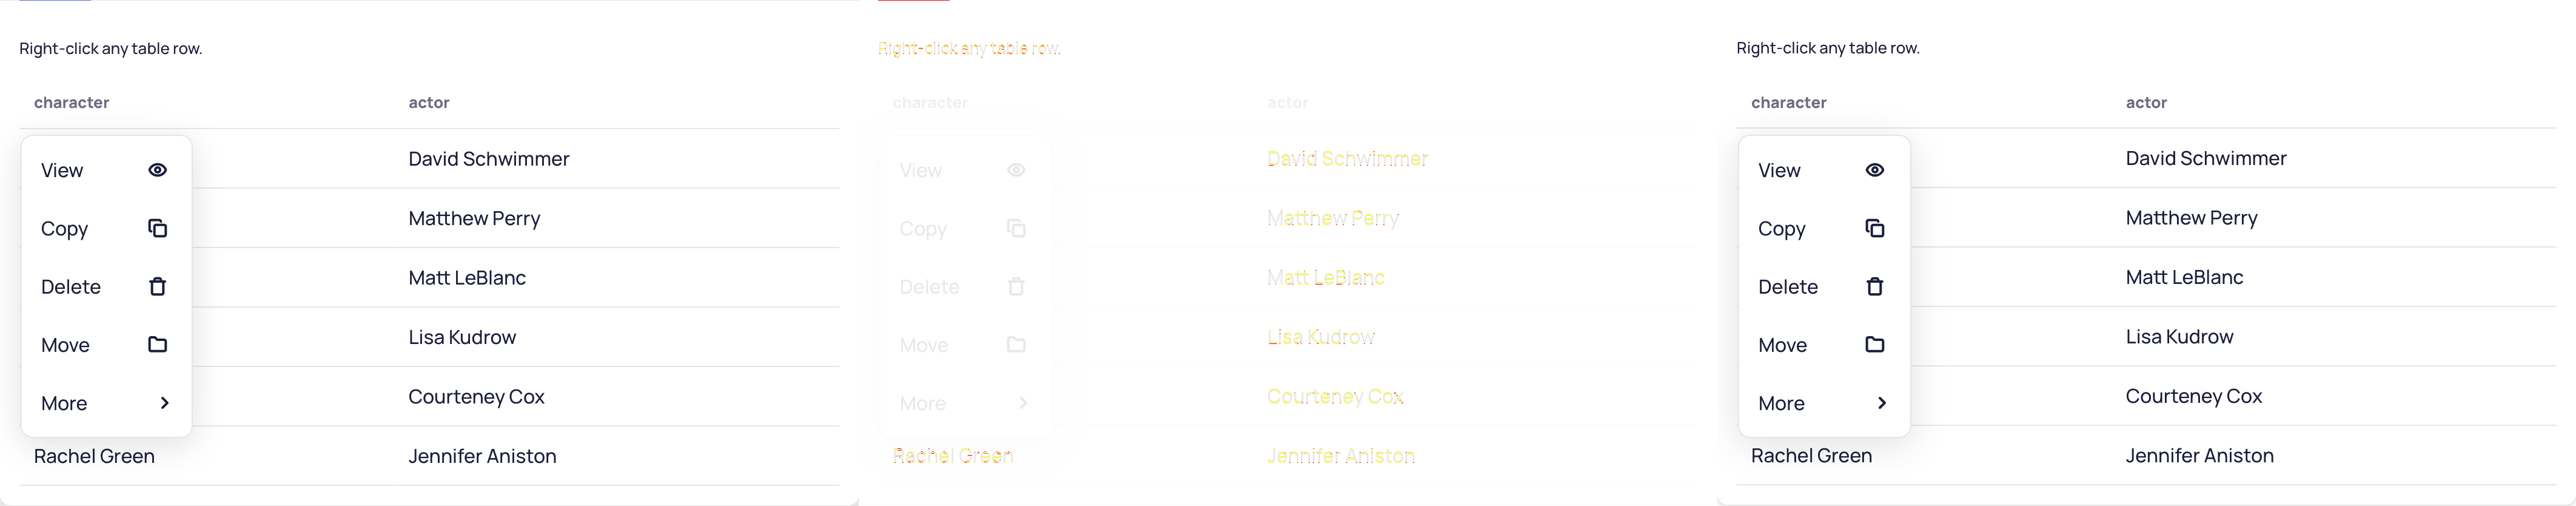 Right-click any table row.
character actor
View David Schwimmer
Copy Matthew Perry
Delete Matt LeBlanc
Move Lisa Kudrow
More Courteney Cox
Rachel Green Jennifer Aniston
Right-click any table row.
character actor
View David Schwimmer
Copy Matthew Perry
Delete Matt LeBlanc
Move Lisa Kudrow
More Courteney Cox
Rachel Green Jennifer Aniston
Right-click any table row.
character actor
View David Schwimmer
Copy Matthew Perry
Delete Matt LeBlanc
Move Lisa Kudrow
More Courteney Cox
Rachel Green Jennifer Aniston